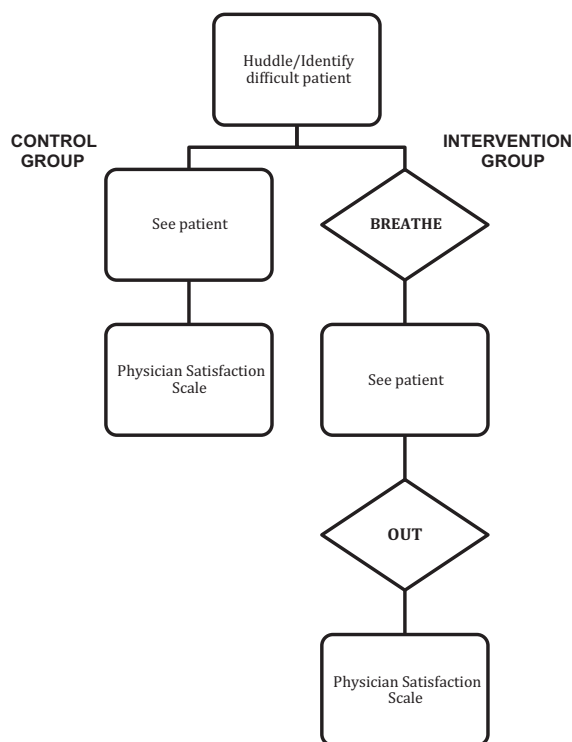 Huddle/Identify
difficult patient
CONTROL
GROUP
INTERVENTION
GROUP
See patient
BREATHE
Physician Satisfaction
Scale
See patient
OUT
Physician Satisfaction
Scale